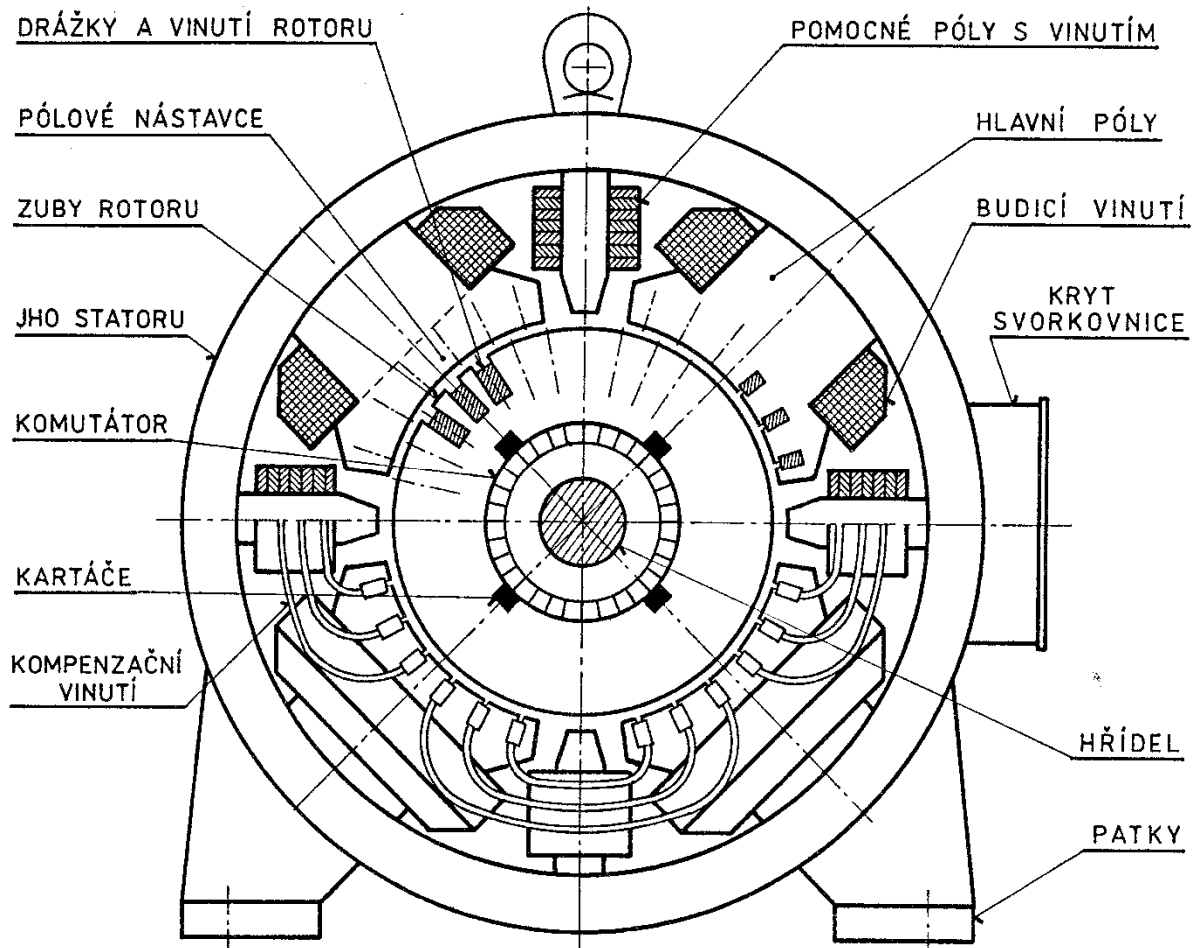 DRÁŽKY A VINUTÍ ROTORU
PÓLOVÉ NÁSTAVCE
ZUBY ROTORU
JHO STATORU
KOMUTÁTOR
KARTÁČE
KOMPENZAČNÍ
VINUTÍ
POMOCNÉ PÓLY S VINUTÍM
HLAVNÍ PÓLY
BUDICÍ VINUTÍ
KRYT
SVORKOVNICE
HŘÍDEL
PATKY